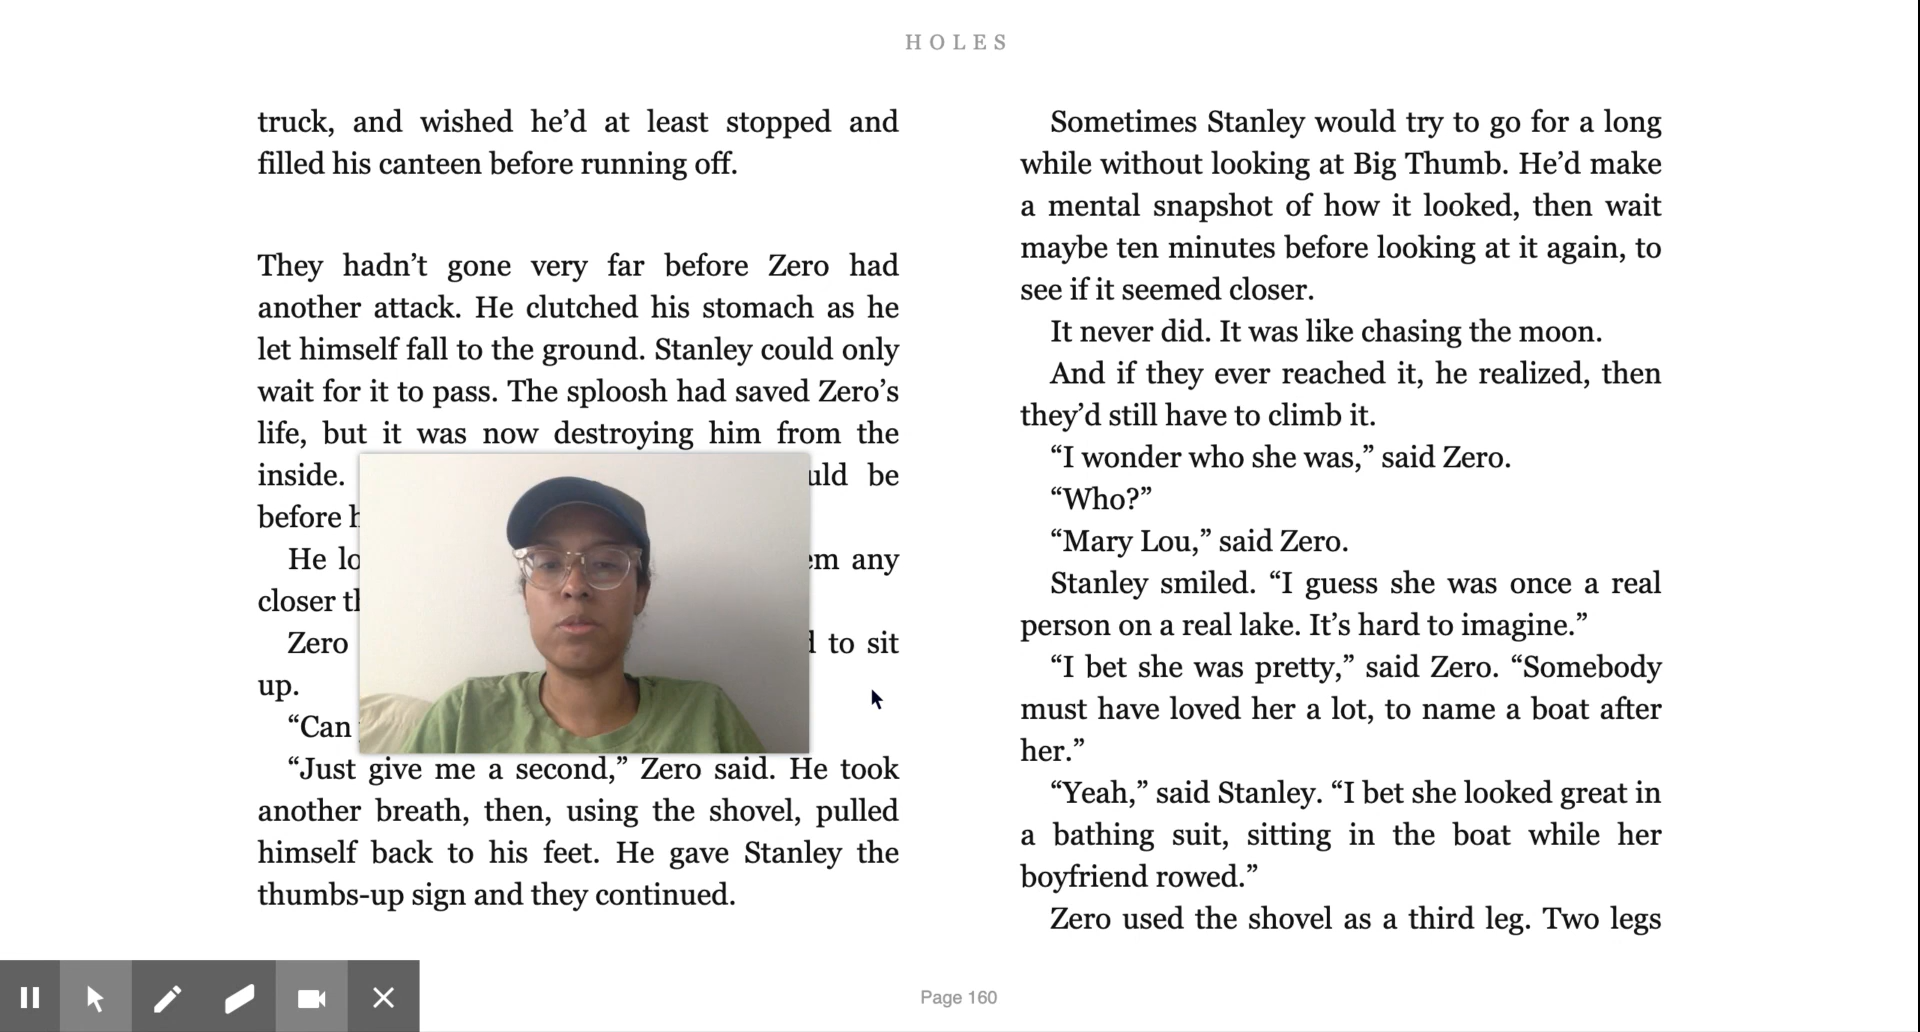 HOLES
truck, and wished he’d at least stopped and
filled his canteen before running off.
They hadn’t gone very far before Zero had
another attack. He clutched his stomach as he
let himself fall to the ground. Stanley could only
wait for it to pass. The sploosh had saved Zero’s
life, but it was now destroying him from the
inside. be
before
He any
closer
Zero to sit
up.
“Can
“Just give me a second,” Zero said. He took
another breath, then, using the shovel, pulled
himself back to his feet. He gave Stanley the
thumbs-up sign and they continued.
Sometimes Stanley would try to go for a long
while without looking at Big Thumb. He’d make
a mental snapshot of how it looked, then wait
maybe ten minutes before looking at it again, to
see if it seemed closer.
It never did. It was like chasing the moon.
And if they ever reached it, he realized, then
they’d still have to climb it.
“I wonder who she was,” said Zero.
“Who?”
“Mary Lou,” said Zero.
Stanley smiled. “I guess she was once a real
person on a real lake. It’s hard to imagine.”
“I bet she was pretty,” said Zero. “Somebody
must have loved her a lot, to name a boat after
her.”
“Yeah,” said Stanley. “I bet she looked great in
a bathing suit, sitting in the boat while her
boyfriend rowed.”
Zero used the shovel as a third leg. Two legs
Page 160